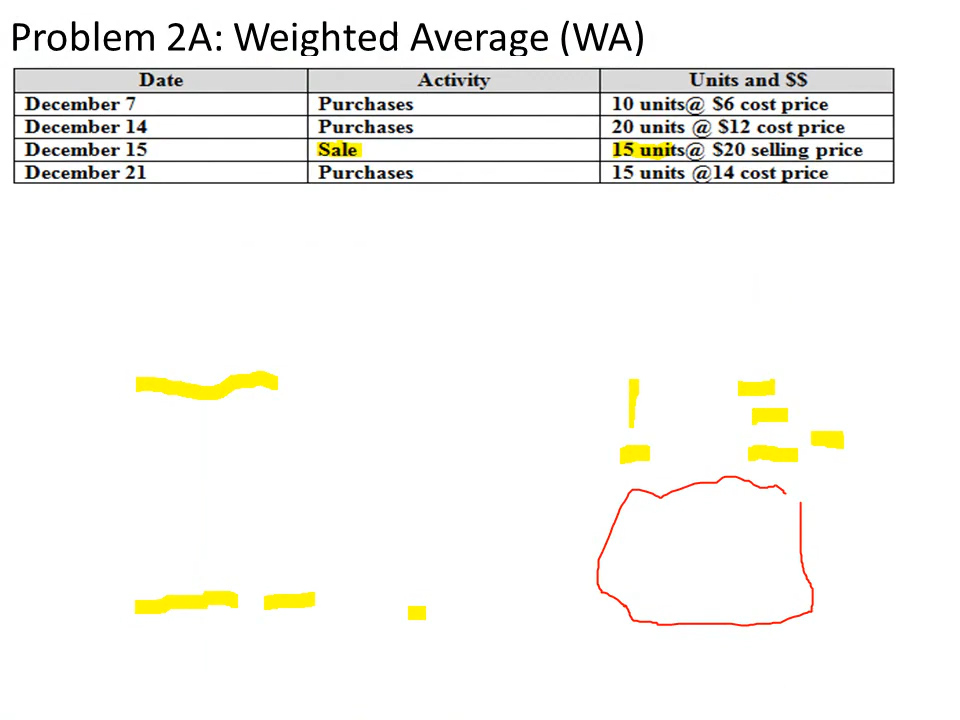 Problem 2A: Weighted Average (WA)
Date Activity Units and $$
December 7 Purchases 10 units@ $6 cost price
December 14 Purchases 20 units @ $12 cost price
December 15 Sale 15 units@ $20 selling price
December 21 Purchases 15 units @14 cost price